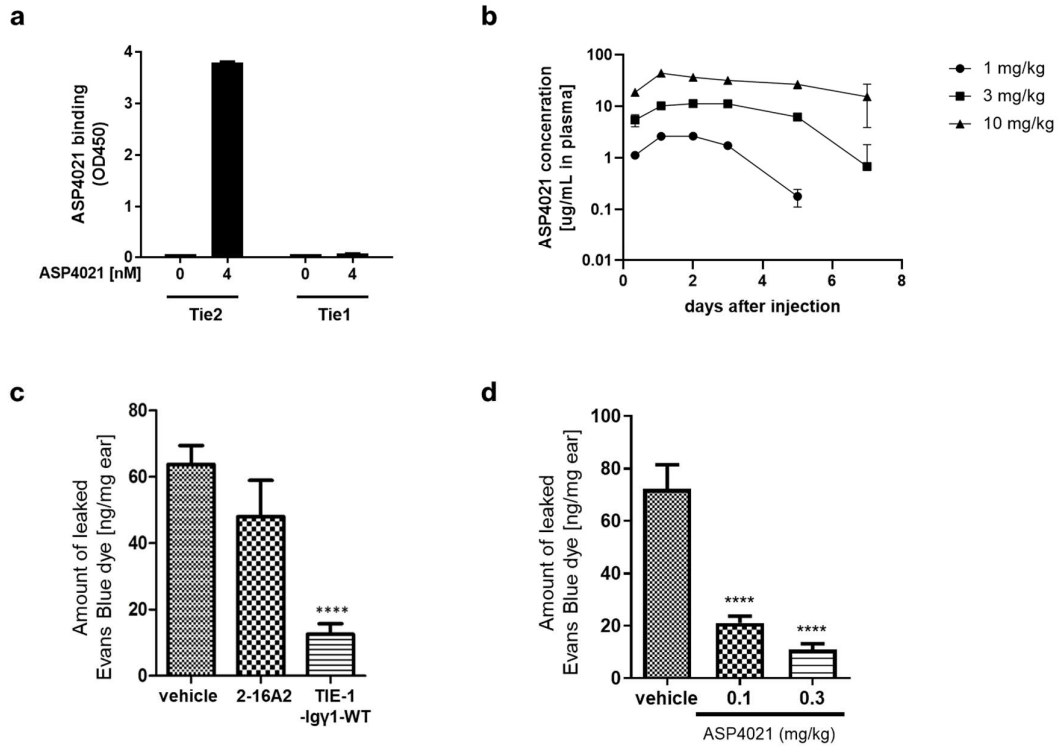 a
4
3
2
1
0
ASP4021 binding
(OD450)
ASP4021 [nM]
0
4
0
4
Tie2
Tie1
b
100
10
1
0.1
0.01
ASP4021 concenration
[ug/mL in plasma]
0
2
4
6
8
days after injection
1 mg/kg
3 mg/kg
10 mg/kg
c
80
60
40
20
0
Amount of leaked
Evans Blue dye [ng/mg ear]
****
vehicle
2-16A2
TIE-1
-Igγ1-WT
d
100
80
60
40
20
0
Amount of leaked
Evans Blue dye [ng/mg ear]
****
****
vehicle
0.1
0.3
ASP4021 (mg/kg)